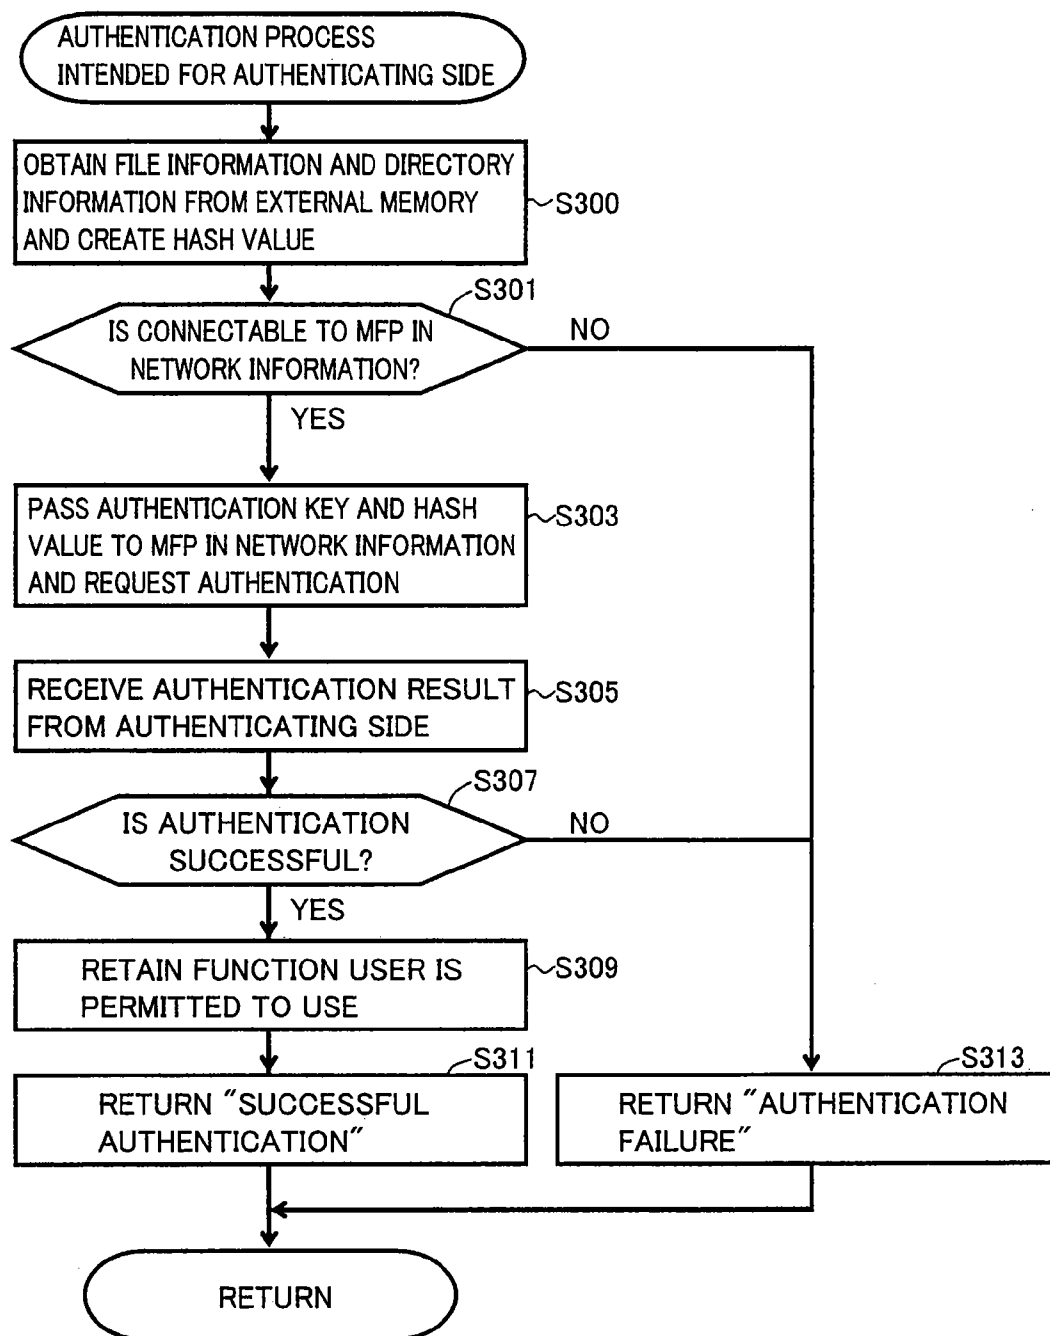 AUTHENTICATION PROCESS
INTENDED FOR AUTHENTICATING SIDE
OBTAIN FILE INFORMATION AND DIRECTORY
INFORMATION FROM EXTERNAL MEMORY
AND CREATE HASH VALUE
S300
S301
IS CONNECTABLE TO MFP IN
NETWORK INFORMATION?
NO
YES
PASS AUTHENTICATION KEY AND HASH
VALUE TO MFP IN NETWORK INFORMATION
AND REQUEST AUTHENTICATION
S303
RECEIVE AUTHENTICATION RESULT
FROM AUTHENTICATING SIDE
S305
S307
IS AUTHENTICATION
SUCCESSFUL?
NO
YES
RETAIN FUNCTION USER IS
PERMITTED TO USE
S309
S311
RETURN "SUCCESSFUL
AUTHENTICATION"
S313
RETURN "AUTHENTICATION
FAILURE"
RETURN